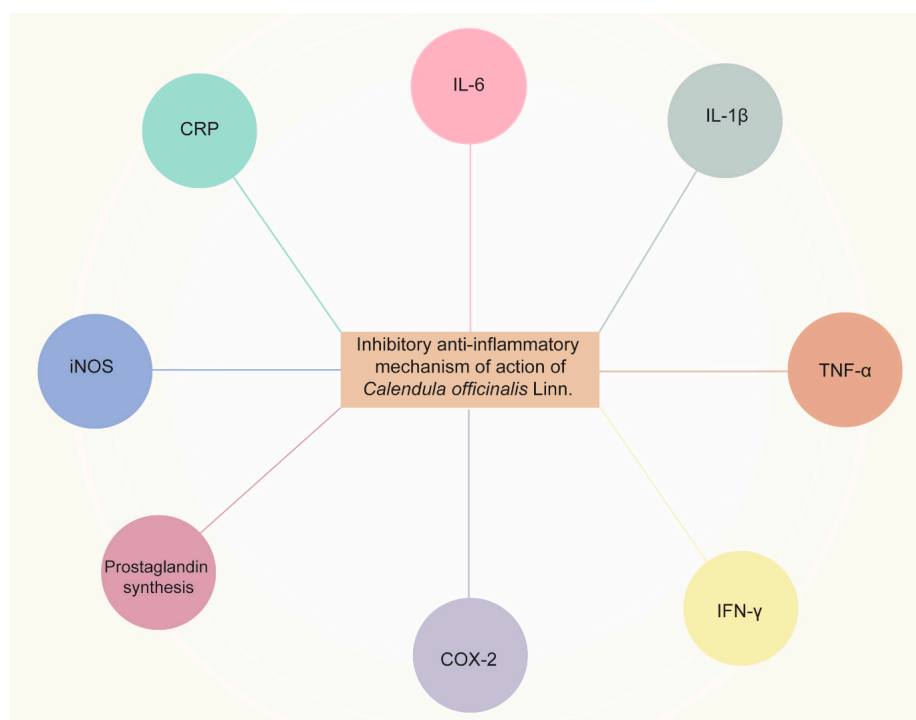 IL-6
IL-1β
CRP
TNF-α
iNOS
Inhibitory anti-inflammatory
mechanism of action of
Calendula officinalis Linn.
Prostaglandin
synthesis
IFN-γ
COX-2